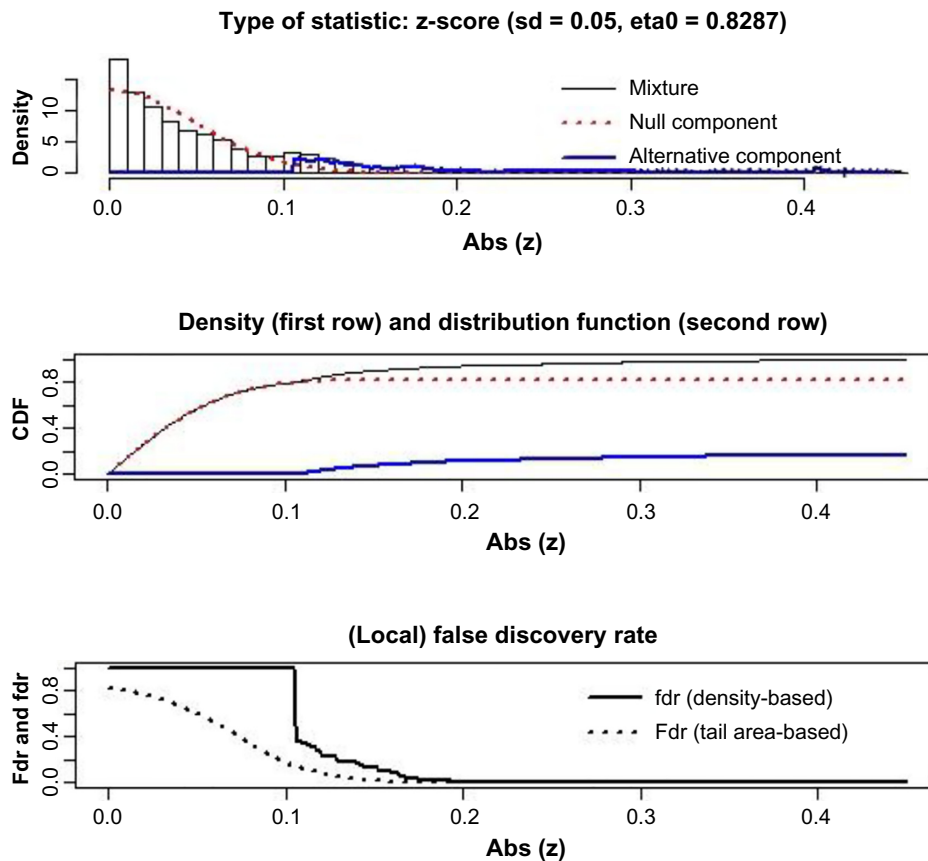 Type of statistic: z-score (sd = 0.05, eta0 = 0.8287)
Density
10
5
0
Mixture
Null component
Alternative component
0.0 0.1 0.2 0.3 0.4
Abs (z)
Density (first row) and distribution function (second row)
CDF
0.8
0.4
0.0
0.0 0.1 0.2 0.3 0.4
Abs (z)
(Local) false discovery rate
Fdr and fdr
0.8
0.4
0.0
fdr (density-based)
Fdr (tail area-based)
0.0 0.1 0.2 0.3 0.4
Abs (z)